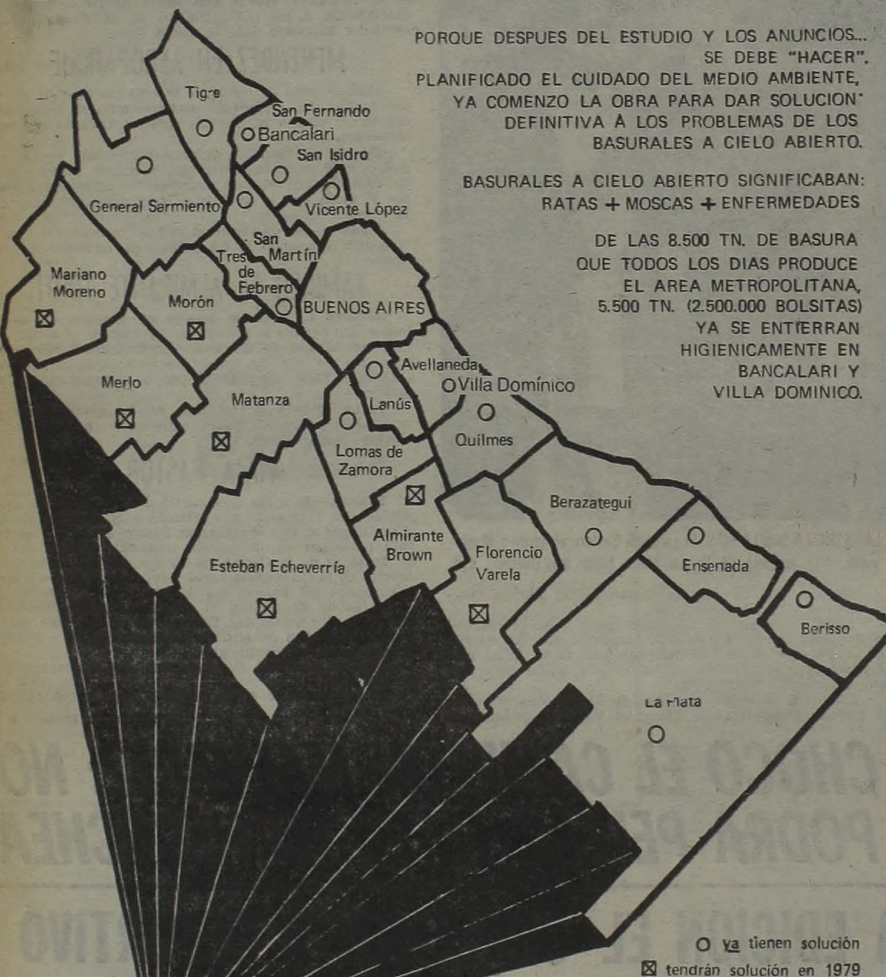 PORQUE DESPUES DEL ESTUDIO Y LOS ANUNCIOS...
SE DEBE "HACER".
PLANIFICADO EL CUIDADO DEL MEDIO AMBIENTE,
YA COMENZO LA OBRA PARA DAR SOLUCION
DEFINITIVA A LOS PROBLEMAS DE LOS
BASURALES A CIELO ABIERTO.
BASURALES A CIELO ABIERTO SIGNIFICABAN:
RATAS + MOSCAS + ENFERMEDADES
DE LAS 8.500 TN. DE BASURA
QUE TODOS LOS DIAS PRODUCE
EL AREA METROPOLITANA,
5.500 TN. (2.500.000 BOLSITAS)
YA SE ENTIERRAN
HIGIENICAMENTE EN
BANCALARI Y
VILLA DOMINICO.
Tigre
San Fernando
Bancalari
San Isidro
General Sarmiento
Vicente López
San
Martín
Tres
de
Febrero
Mariano
Moreno
Morón
BUENOS AIRES
Merlo
Matanza
Avellaneda
Villa Domínico
Lanús
Quilmes
Lomas de
Zamora
Berazategui
Almirante
Brown
Florencio
Varela
Esteban Echeverría
Ensenada
Berisso
La Plata
O ya tienen solución
☒ tendrán solución en 1979